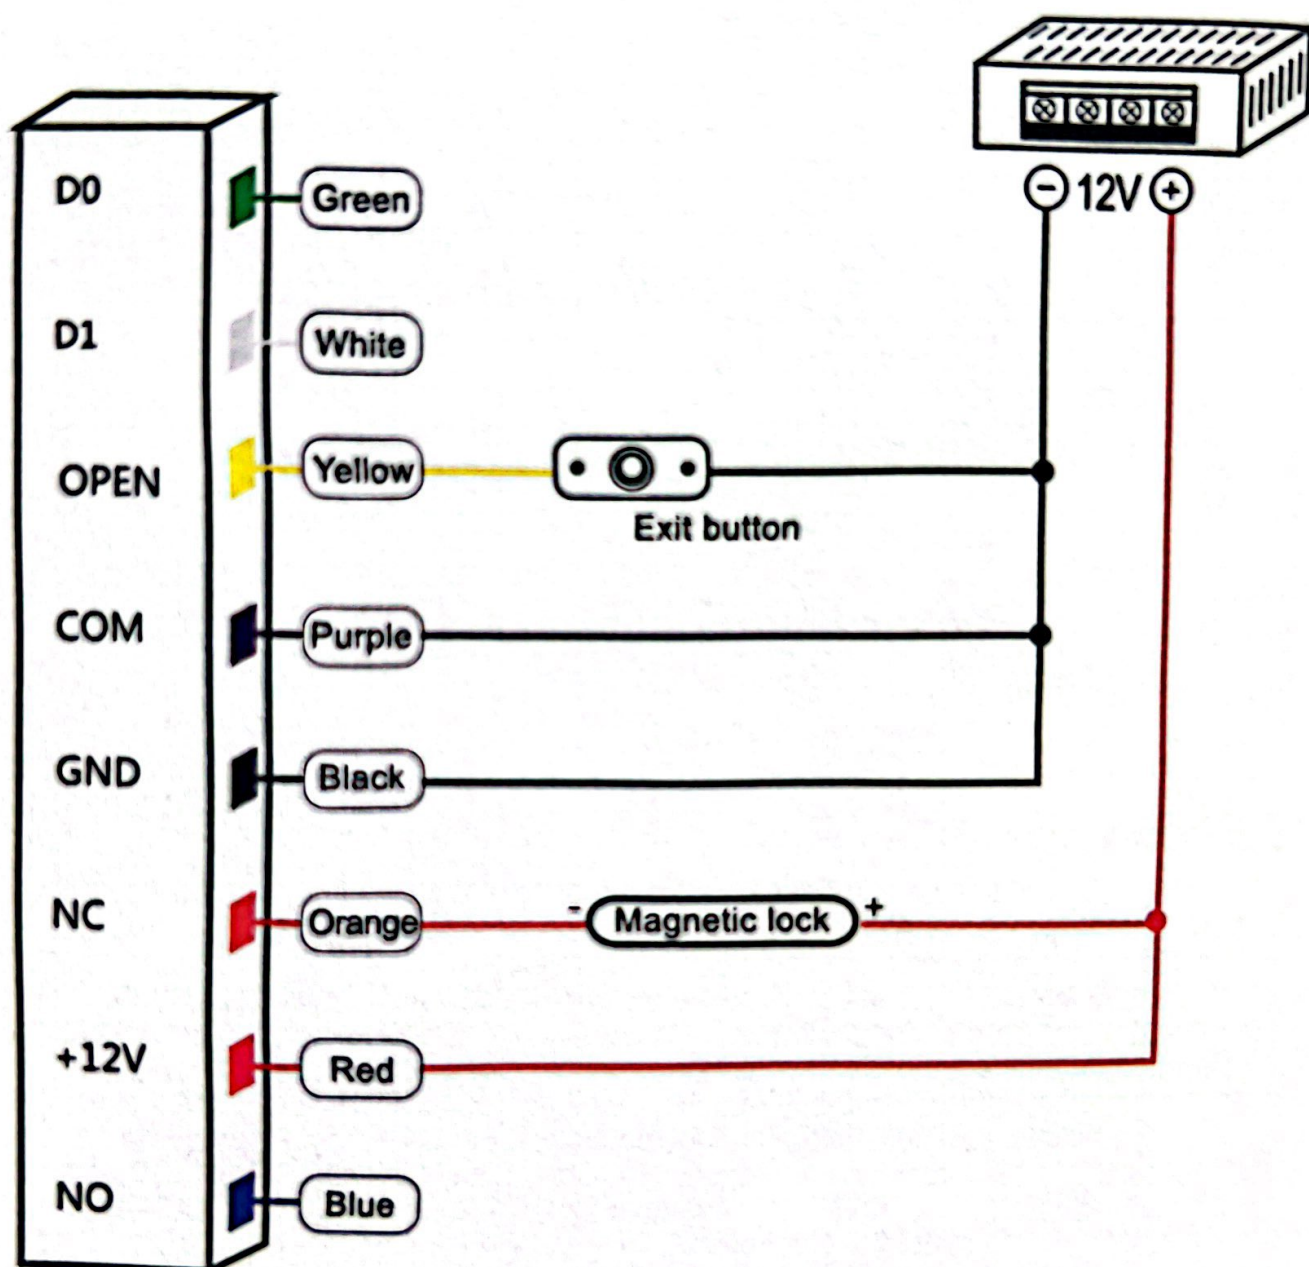 − 12V +
D0 Green
D1 White
OPEN Yellow
Exit button
COM Purple
GND Black
NC Orange - Magnetic lock +
+12V Red
NO Blue